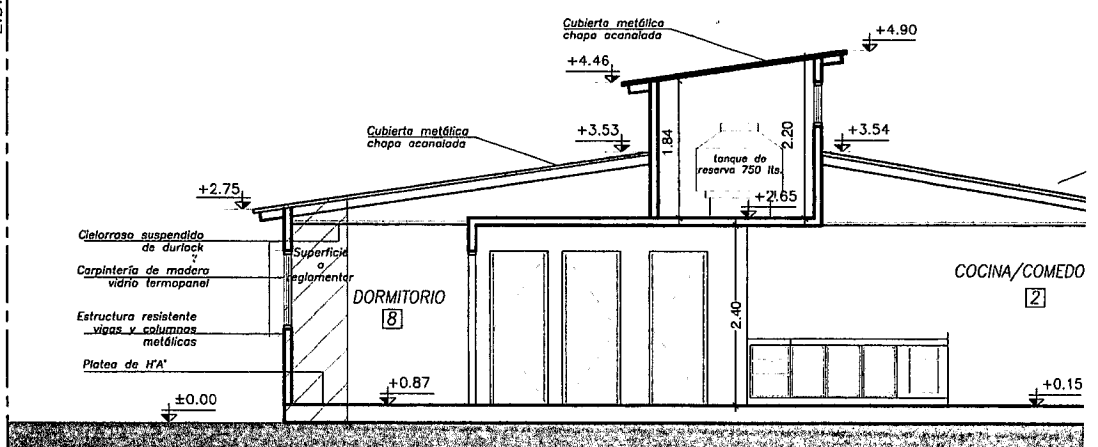 Cubierta metálica
chapa acanalada
+4.90
+4.46
Cubierta metálica
chapa acanalada
+3.53
+3.54
1.84
2.20
tanque de
reserva 750 lts.
+2.75
+2.65
Cielorraso suspendido
de durlock
Superficie
a
reglamentar
Carpintería de madera
vidrio termopanel
DORMITORIO
8
COCINA/COMEDO
2
Estructura resistente
vigas y columnas
metálicas
2.40
Platea de HºAº
+0.87
+0.15
±0.00